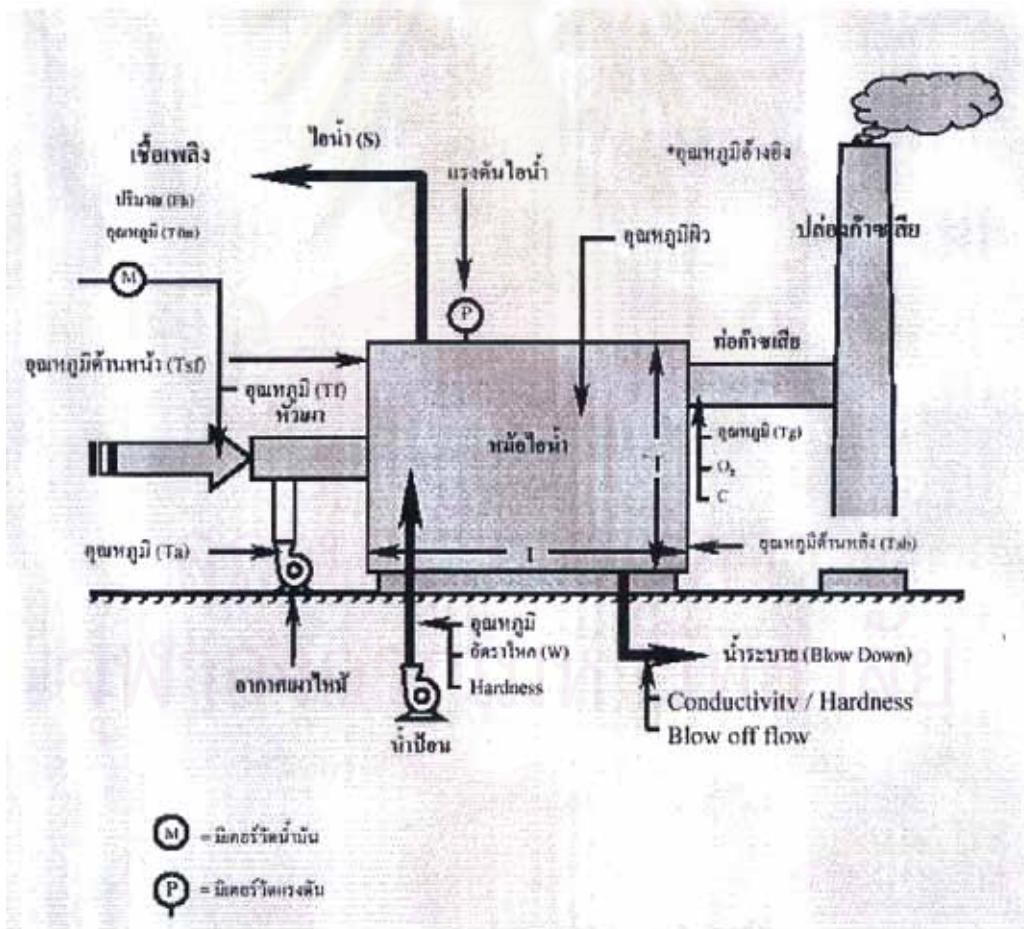 ไอน้ำ (S)
เชื้อเพลิง
แรงดันไอน้ำ
*อุณหภูมิอ้างอิง
ปริมาณ (Fh)
อุณหภูมิ (Tfm)
อุณหภูมิผิว
ปล่องก๊าซเสีย
M
P
ท่อก๊าซเสีย
อุณหภูมิด้านหน้า (Tsf)
อุณหภูมิ (Tf)
หัวเผา
หม้อไอน้ำ
อุณหภูมิ (Tg)
O₂
C
อุณหภูมิ (Ta)
อุณหภูมิด้านหลัง (Tsb)
อุณหภูมิ
อัตราไหล (W)
Hardness
น้ำระบาย (Blow Down)
อากาศเผาไหม้
Conductivity / Hardness
Blow off flow
น้ำป้อน
M = มิเตอร์วัดน้ำมัน
P = มิเตอร์วัดแรงดัน